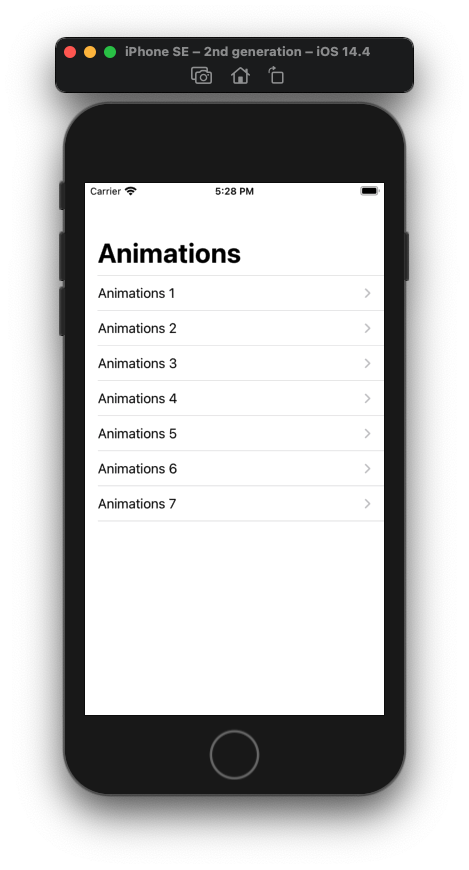 iPhone SE – 2nd generation – iOS 14.4
Carrier 5:28 PM
Animations
Animations 1
Animations 2
Animations 3
Animations 4
Animations 5
Animations 6
Animations 7